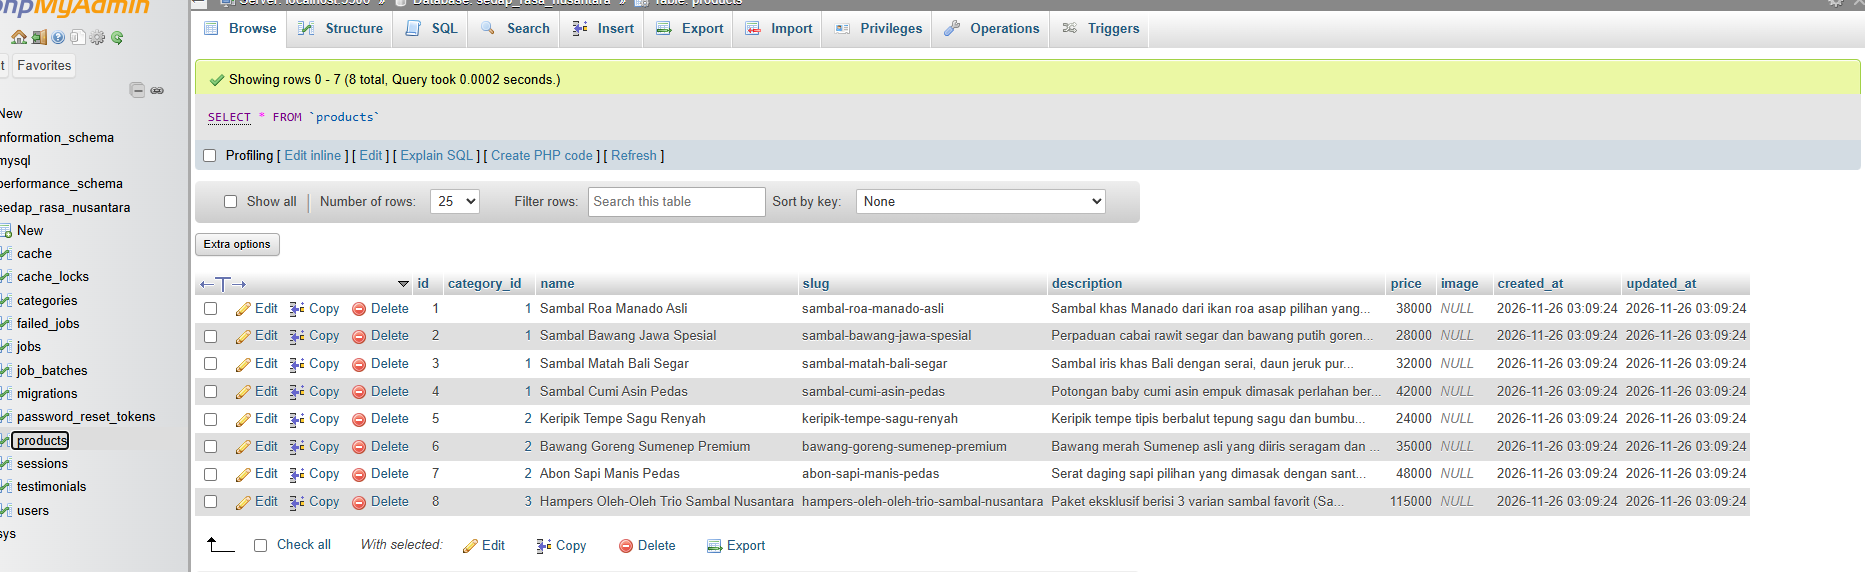 phpMyAdmin
Server: localhost:3306 » Database: sedap_rasa_nusantara » Table: products
Browse Structure SQL Search Insert Export Import Privileges Operations Triggers
Favorites
Showing rows 0 - 7 (8 total, Query took 0.0002 seconds.)
SELECT * FROM `products`
Profiling [ Edit inline ] [ Edit ] [ Explain SQL ] [ Create PHP code ] [ Refresh ]
Show all Number of rows: 25 Filter rows: Search this table Sort by key: None
Extra options
New
information_schema
mysql
performance_schema
sedap_rasa_nusantara
New
cache
cache_locks
categories
failed_jobs
jobs
job_batches
migrations
password_reset_tokens
products
sessions
testimonials
users
sys
id category_id name slug description price image created_at updated_at
Edit Copy Delete 1 1 Sambal Roa Manado Asli sambal-roa-manado-asli Sambal khas Manado dari ikan roa asap pilihan yang... 38000 NULL 2026-11-26 03:09:24 2026-11-26 03:09:24
Edit Copy Delete 2 1 Sambal Bawang Jawa Spesial sambal-bawang-jawa-spesial Perpaduan cabai rawit segar dan bawang putih goren... 28000 NULL 2026-11-26 03:09:24 2026-11-26 03:09:24
Edit Copy Delete 3 1 Sambal Matah Bali Segar sambal-matah-bali-segar Sambal iris khas Bali dengan serai, daun jeruk pur... 32000 NULL 2026-11-26 03:09:24 2026-11-26 03:09:24
Edit Copy Delete 4 1 Sambal Cumi Asin Pedas sambal-cumi-asin-pedas Potongan baby cumi asin empuk dimasak perlahan ber... 42000 NULL 2026-11-26 03:09:24 2026-11-26 03:09:24
Edit Copy Delete 5 2 Keripik Tempe Sagu Renyah keripik-tempe-sagu-renyah Keripik tempe tipis berbalut tepung sagu dan bumbu... 24000 NULL 2026-11-26 03:09:24 2026-11-26 03:09:24
Edit Copy Delete 6 2 Bawang Goreng Sumenep Premium bawang-goreng-sumenep-premium Bawang merah Sumenep asli yang diiris seragam dan ... 35000 NULL 2026-11-26 03:09:24 2026-11-26 03:09:24
Edit Copy Delete 7 2 Abon Sapi Manis Pedas abon-sapi-manis-pedas Serat daging sapi pilihan yang dimasak dengan sant... 48000 NULL 2026-11-26 03:09:24 2026-11-26 03:09:24
Edit Copy Delete 8 3 Hampers Oleh-Oleh Trio Sambal Nusantara hampers-oleh-oleh-trio-sambal-nusantara Paket eksklusif berisi 3 varian sambal favorit (Sa... 115000 NULL 2026-11-26 03:09:24 2026-11-26 03:09:24
Check all With selected: Edit Copy Delete Export